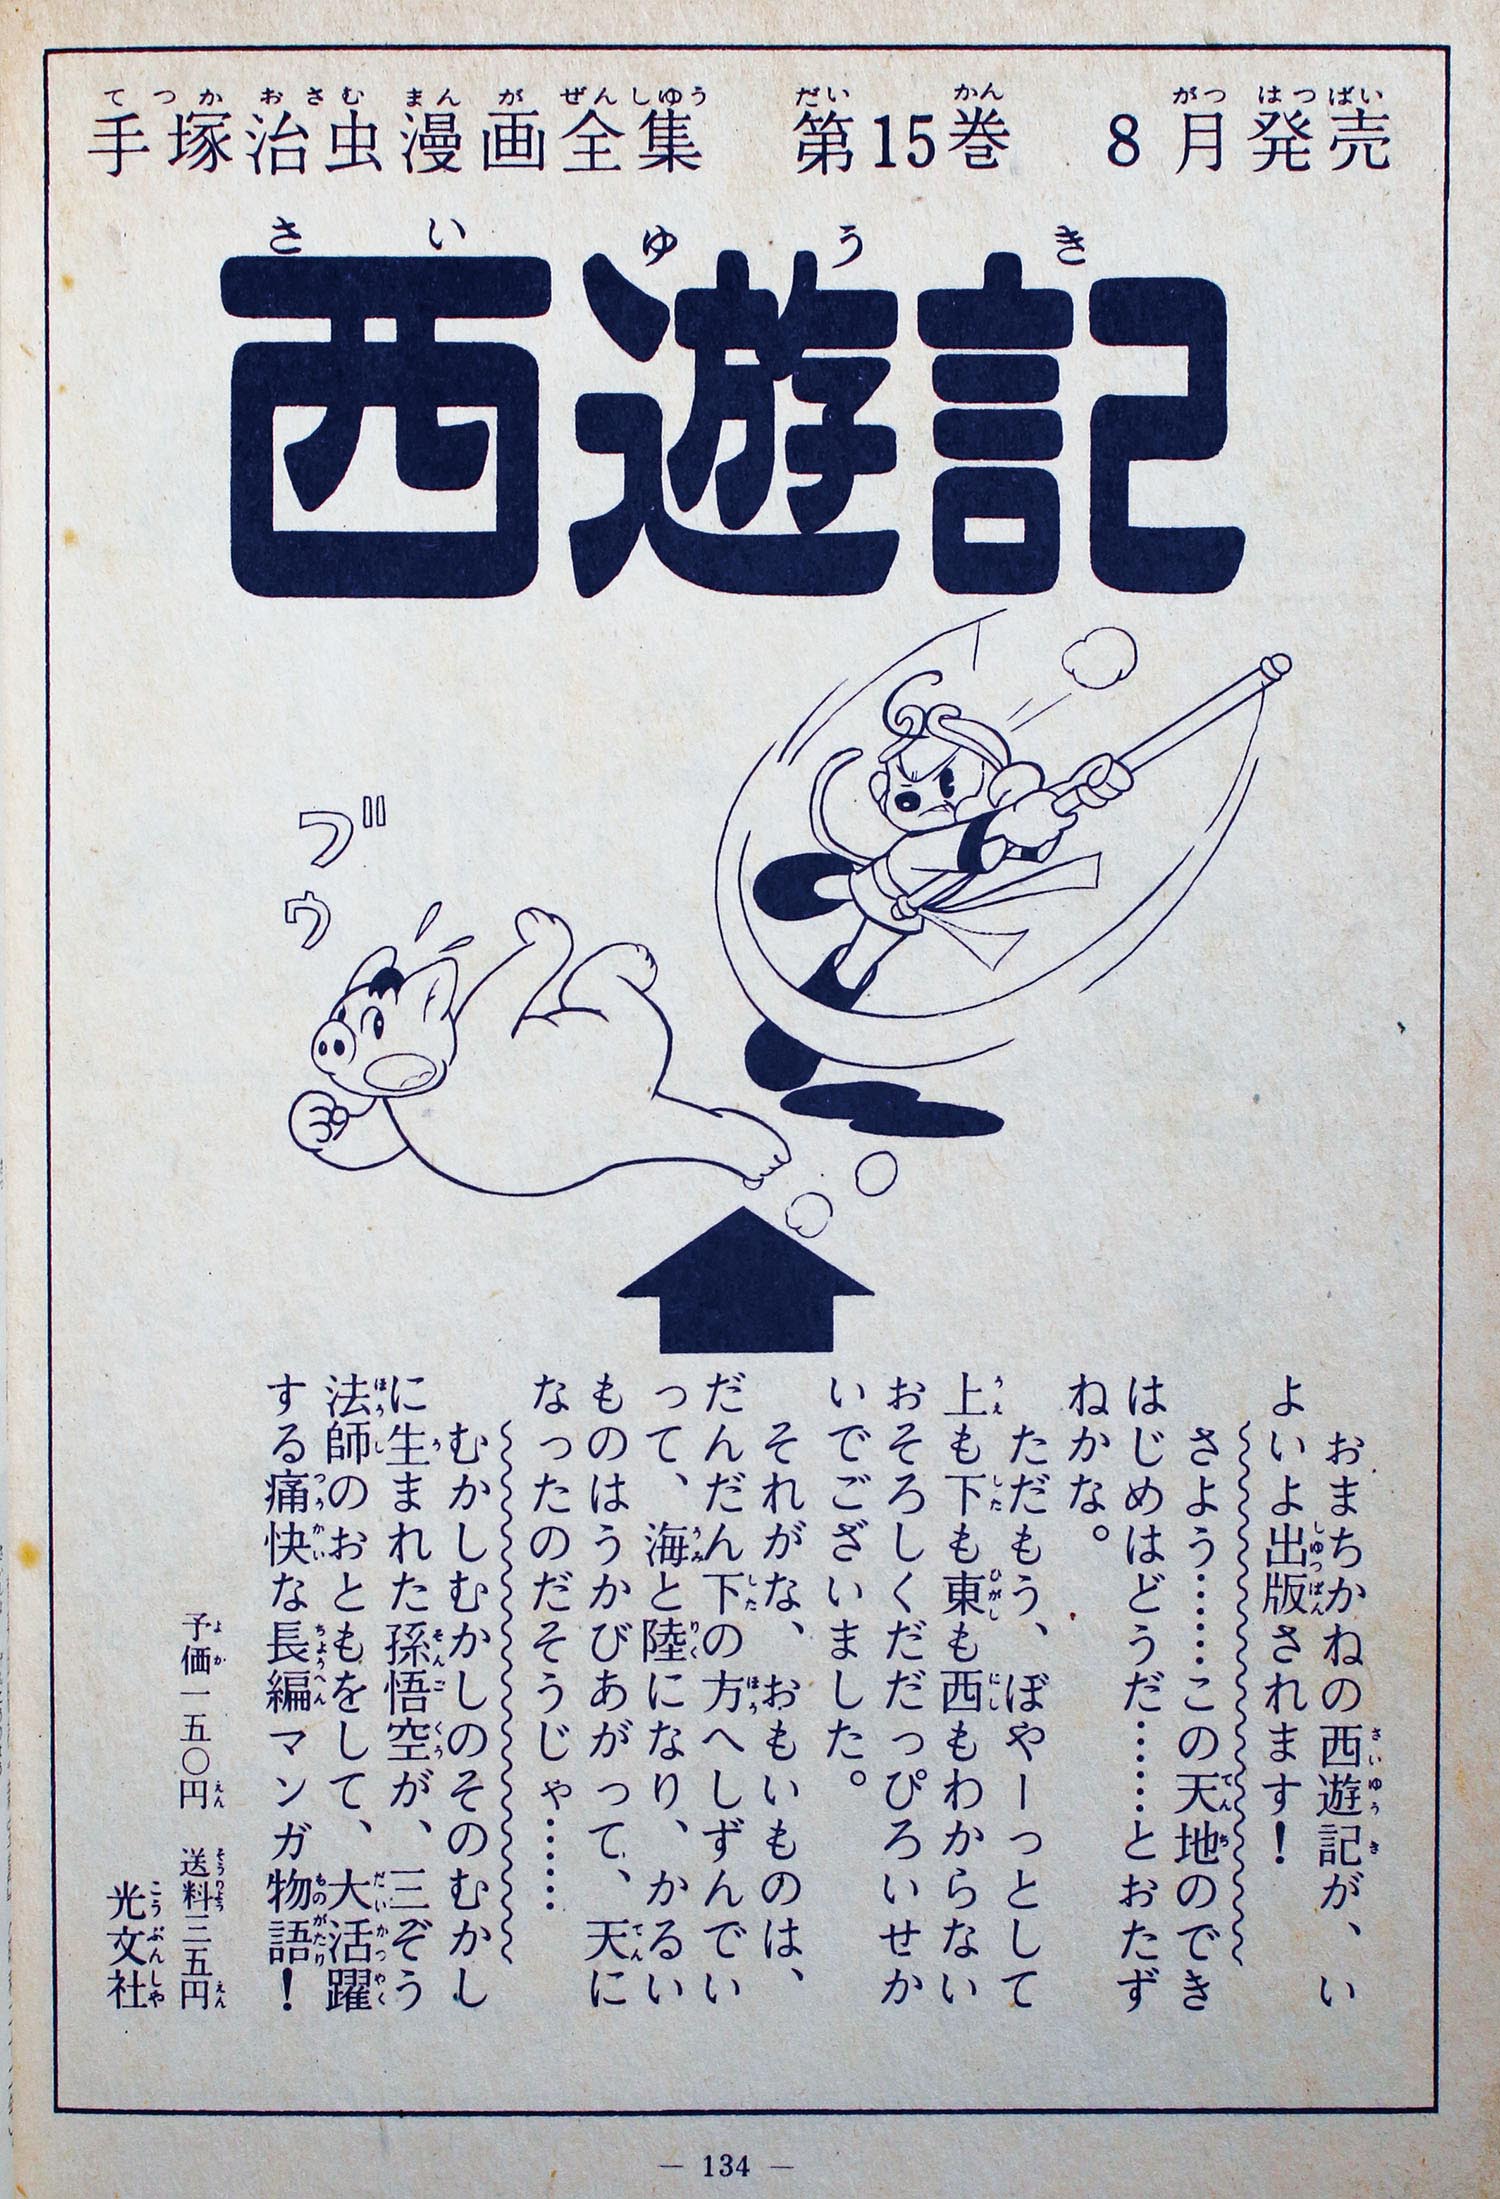 手塚治虫漫画全集　第15巻　8月発売
西遊記
ブ゛
ウ
おまちかねの西遊記が、い
よいよ出版されます！
さよう……この天地のでき
はじめはどうだ……とおたず
ねかな。
ただもう、ぼやーっとして
上も下も東も西もわからない
おそろしくだだっぴろいせか
いでございました。
それがな、おもいものは、
だんだん下の方へしずんでい
って、海と陸になり、かるい
ものはうかびあがって、天に
なったのだそうじゃ……
むかしむかしのそのむかし
に生まれた孫悟空が、三ぞう
法師のおともをして、大活躍
する痛快な長編マンガ物語！
予価一五〇円　送料三五円
光文社
— 134 —